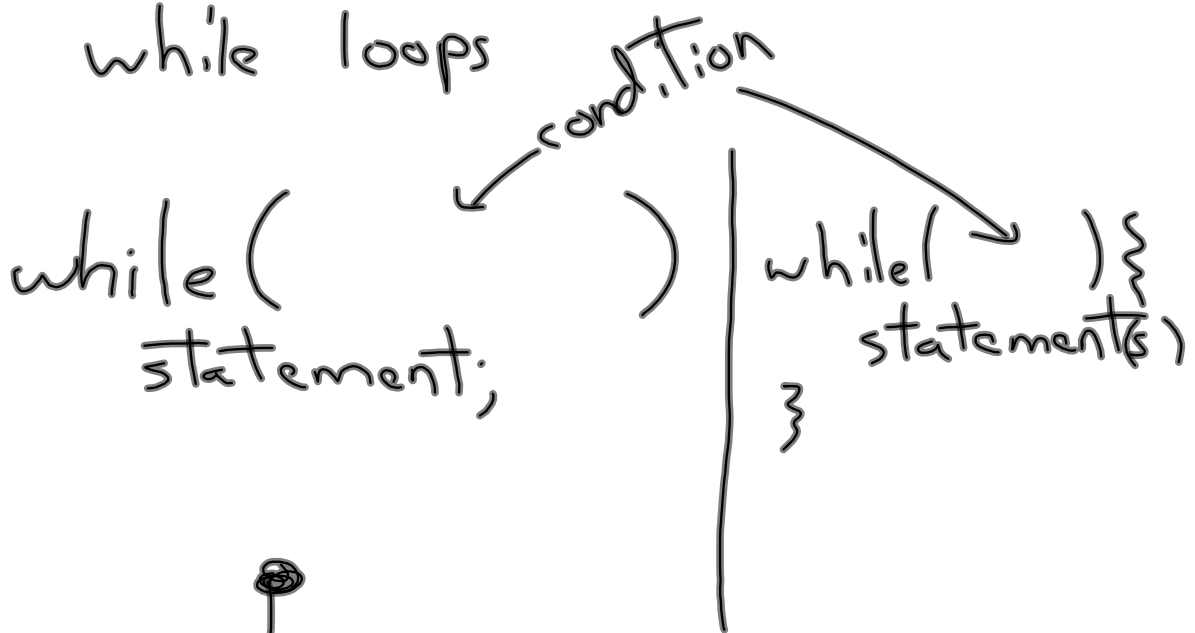 while loops
condition
while(          )
statement;
while(     ){
statement(s)
}